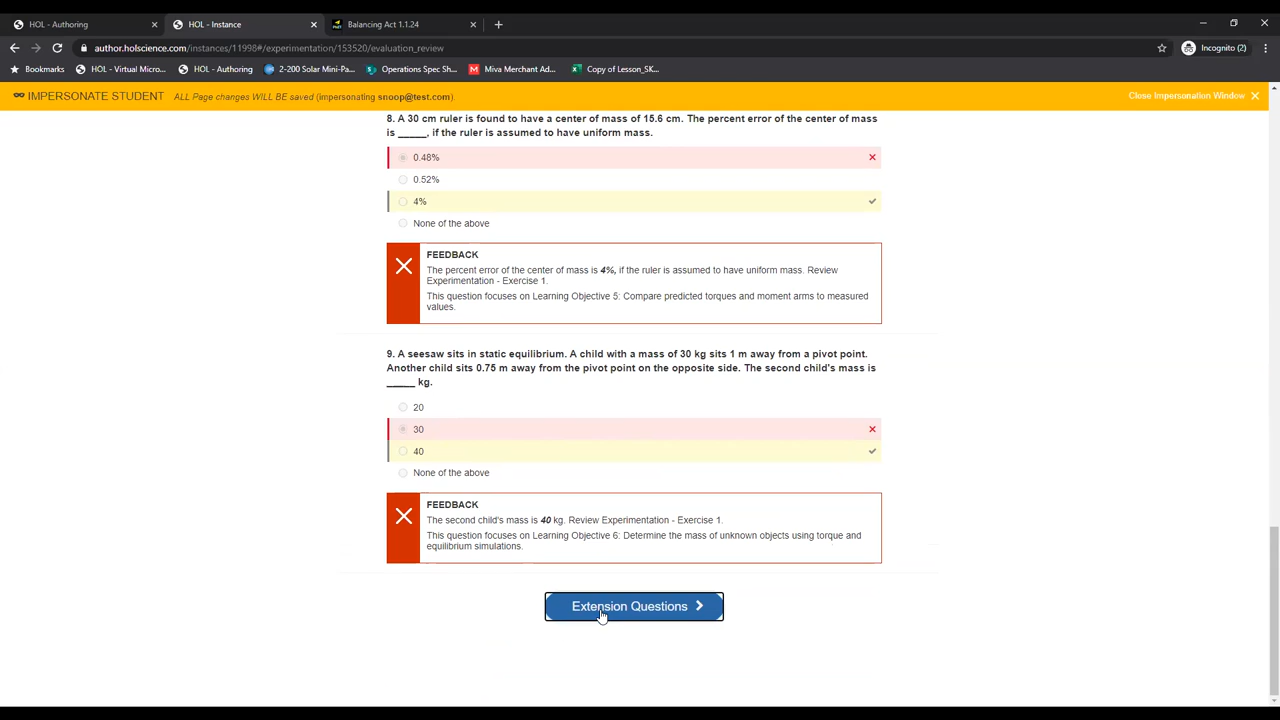 HOL - Authoring
HOL - Instance
Balancing Act 1.1.24
author.holscience.com/instances/11998#/experimentation/153520/evaluation_review
Incognito (2)
Bookmarks
HOL - Virtual Micro...
HOL - Authoring
2-200 Solar Mini-Pa...
Operations Spec Sh...
Miva Merchant Ad...
Copy of Lesson_SK...
IMPERSONATE STUDENT ALL Page changes WILL BE saved (impersonating snoop@test.com).
Close Impersonation Window
8. A 30 cm ruler is found to have a center of mass of 15.6 cm. The percent error of the center of mass
is _____, if the ruler is assumed to have uniform mass.
0.48%
0.52%
4%
None of the above
FEEDBACK
The percent error of the center of mass is 4%, if the ruler is assumed to have uniform mass. Review
Experimentation - Exercise 1.
This question focuses on Learning Objective 5: Compare predicted torques and moment arms to measured
values.
9. A seesaw sits in static equilibrium. A child with a mass of 30 kg sits 1 m away from a pivot point.
Another child sits 0.75 m away from the pivot point on the opposite side. The second child's mass is
_____ kg.
20
30
40
None of the above
FEEDBACK
The second child's mass is 40 kg. Review Experimentation - Exercise 1.
This question focuses on Learning Objective 6: Determine the mass of unknown objects using torque and
equilibrium simulations.
Extension Questions